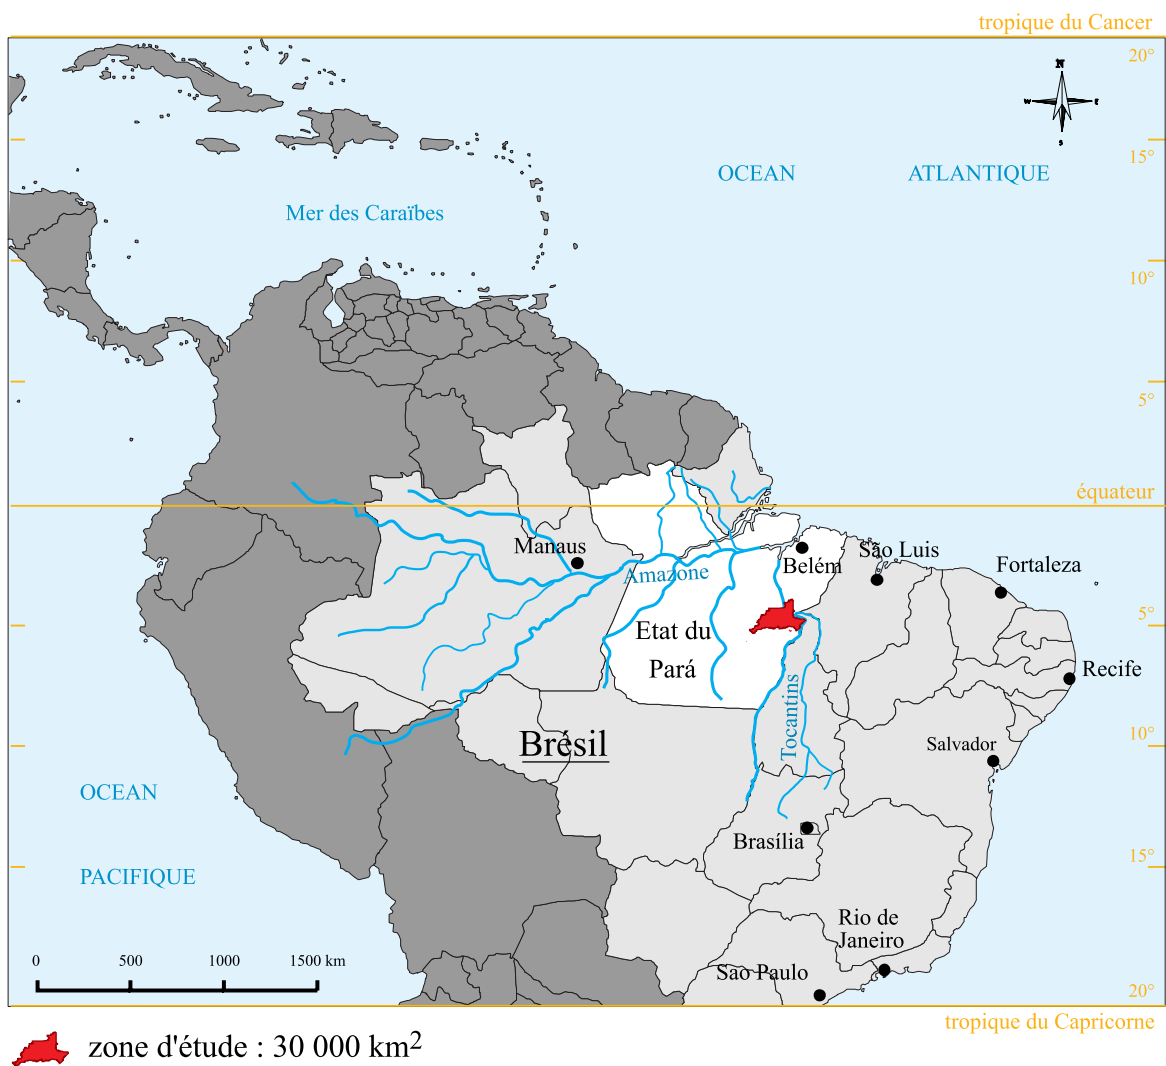 tropique du Cancer
20°
N
W
E
S
15°
OCEAN ATLANTIQUE
Mer des Caraïbes
10°
5°
équateur
Manaus
Belém
São Luis
Fortaleza
Amazone
Etat du
Pará
5°
Recife
Tocantins
Brésil
Salvador
10°
OCEAN
PACIFIQUE
Brasília
15°
Rio de
Janeiro
Sao Paulo
0 500 1000 1500 km
20°
tropique du Capricorne
zone d'étude : 30 000 km²